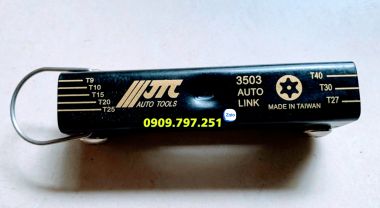 T9
T10
T15
T20
T25
JTC
AUTO TOOLS
3503
AUTO
LINK
T40
T30
T27
MADE IN TAIWAN
0909.797.251
Zalo